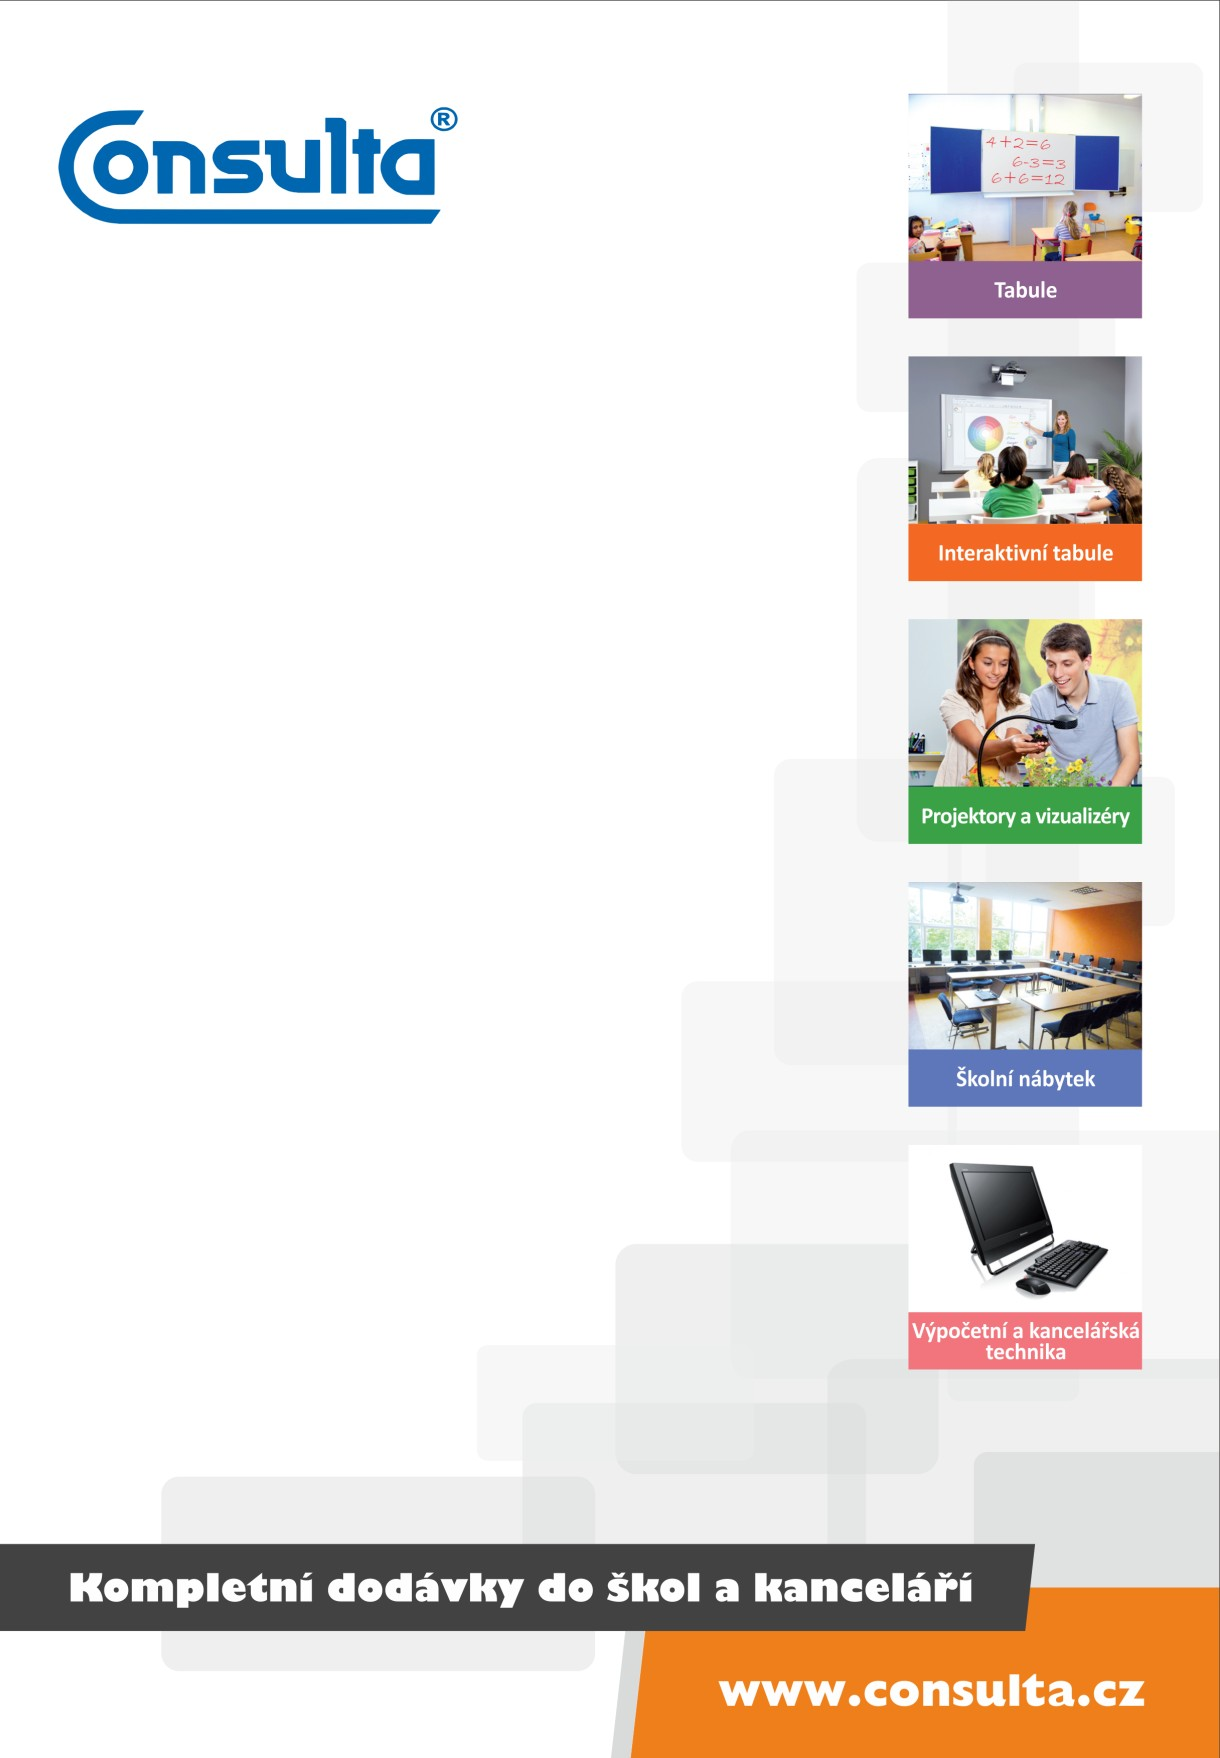 Consulta®
4+2=6
6-3=3
6+6=12
Tabule
Interaktivní tabule
Projektory a vizualizéry
Školní nábytek
Výpočetní a kancelářská
technika
Kompletní dodávky do škol a kanceláří
www.consulta.cz